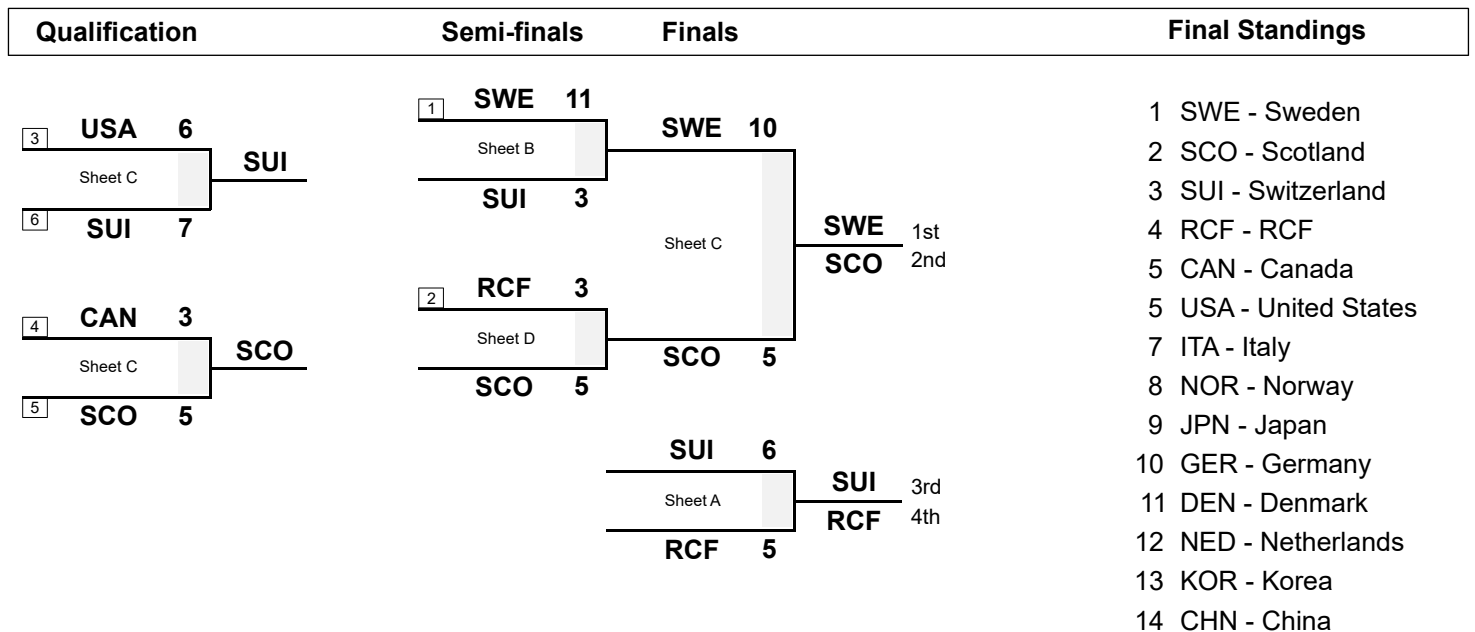 Qualification Semi-finals Finals Final Standings
3 USA 6
Sheet C
6 SUI 7
SUI
4 CAN 3
Sheet C
5 SCO 5
SCO
1 SWE 11
Sheet B
SUI 3
2 RCF 3
Sheet D
SCO 5
SWE 10
Sheet C
SCO 5
SWE 1st
SCO 2nd
SUI 6
Sheet A
RCF 5
SUI 3rd
RCF 4th
1 SWE - Sweden
2 SCO - Scotland
3 SUI - Switzerland
4 RCF - RCF
5 CAN - Canada
5 USA - United States
7 ITA - Italy
8 NOR - Norway
9 JPN - Japan
10 GER - Germany
11 DEN - Denmark
12 NED - Netherlands
13 KOR - Korea
14 CHN - China